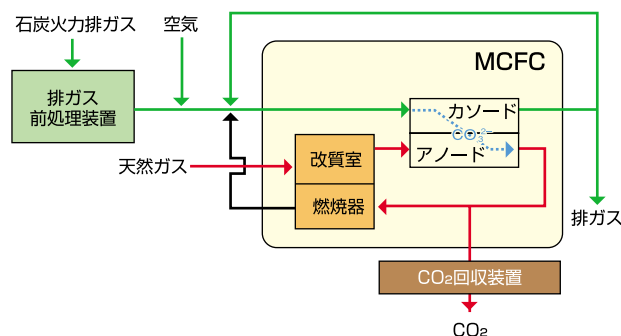 石炭火力排ガス
空気
MCFC
排ガス
前処理装置
カソード
CO₃²⁻
アノード
天然ガス
改質室
燃焼器
排ガス
CO₂回収装置
CO₂